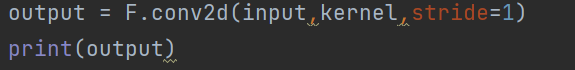 output = F.conv2d(input,kernel,stride=1)
print(output)